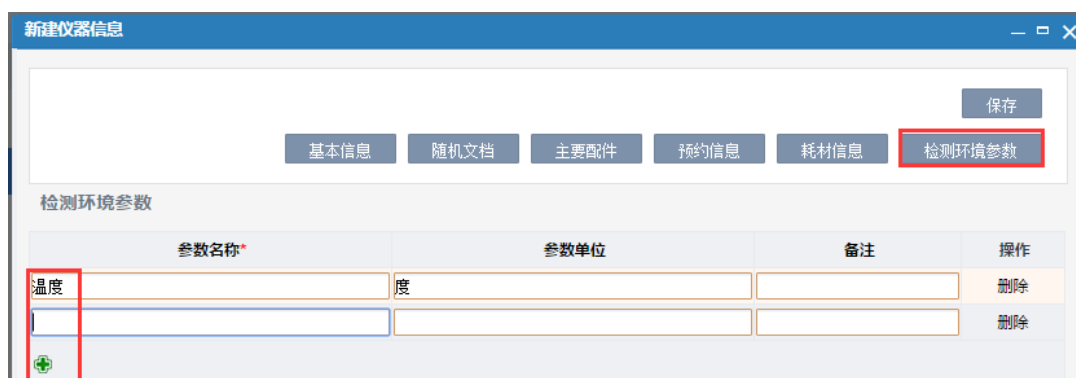 新建仪器信息
保存
基本信息 随机文档 主要配件 预约信息 耗材信息 检测环境参数
检测环境参数
参数名称* 参数单位 备注 操作
温度 度 删除
删除